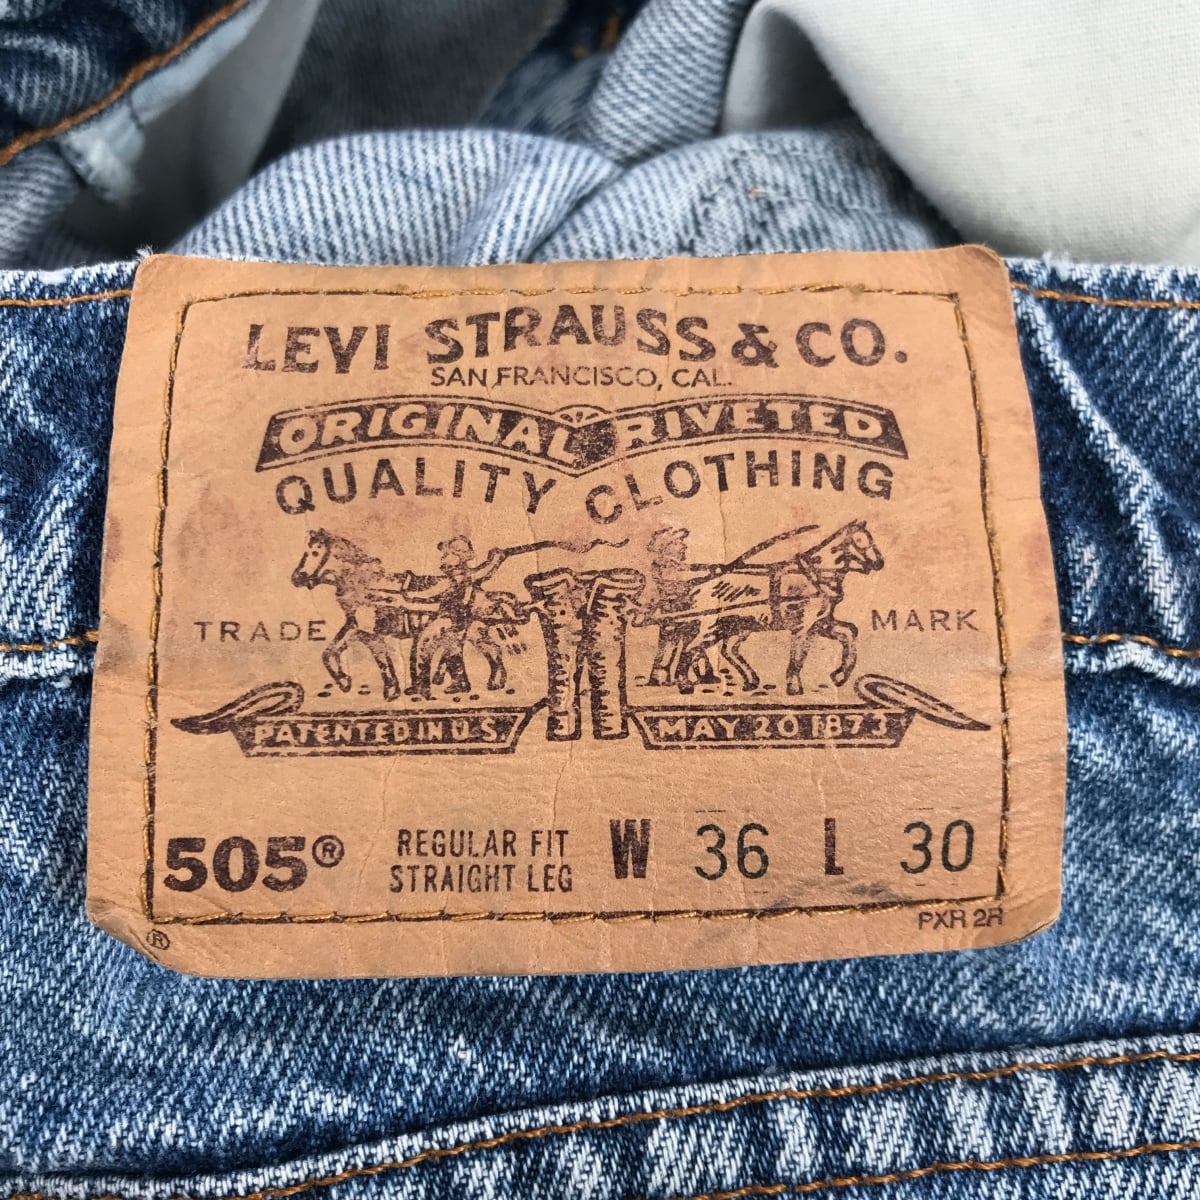 LEVI STRAUSS & CO.
SAN FRANCISCO, CAL.
ORIGINAL RIVETED
QUALITY CLOTHING
TRADE MARK
PATENTED IN U.S. MAY 20 1873
505® REGULAR FIT W 36 L 30
STRAIGHT LEG
PXR 2R
®